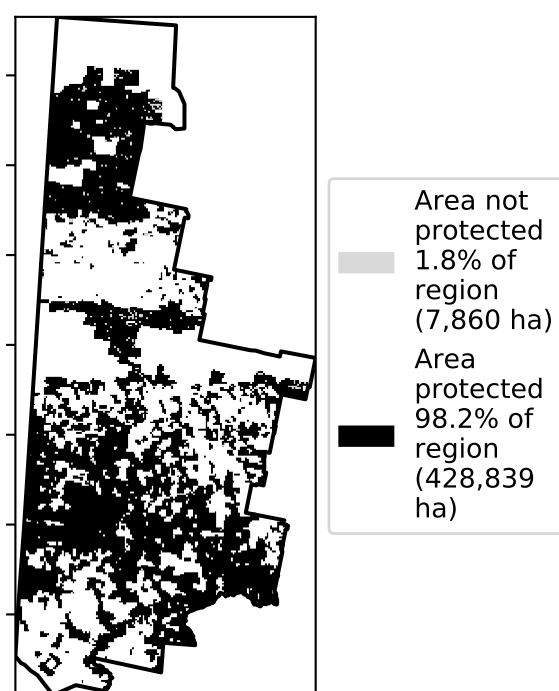 Area not
protected
1.8% of
region
(7,860 ha)
Area
protected
98.2% of
region
(428,839
ha)